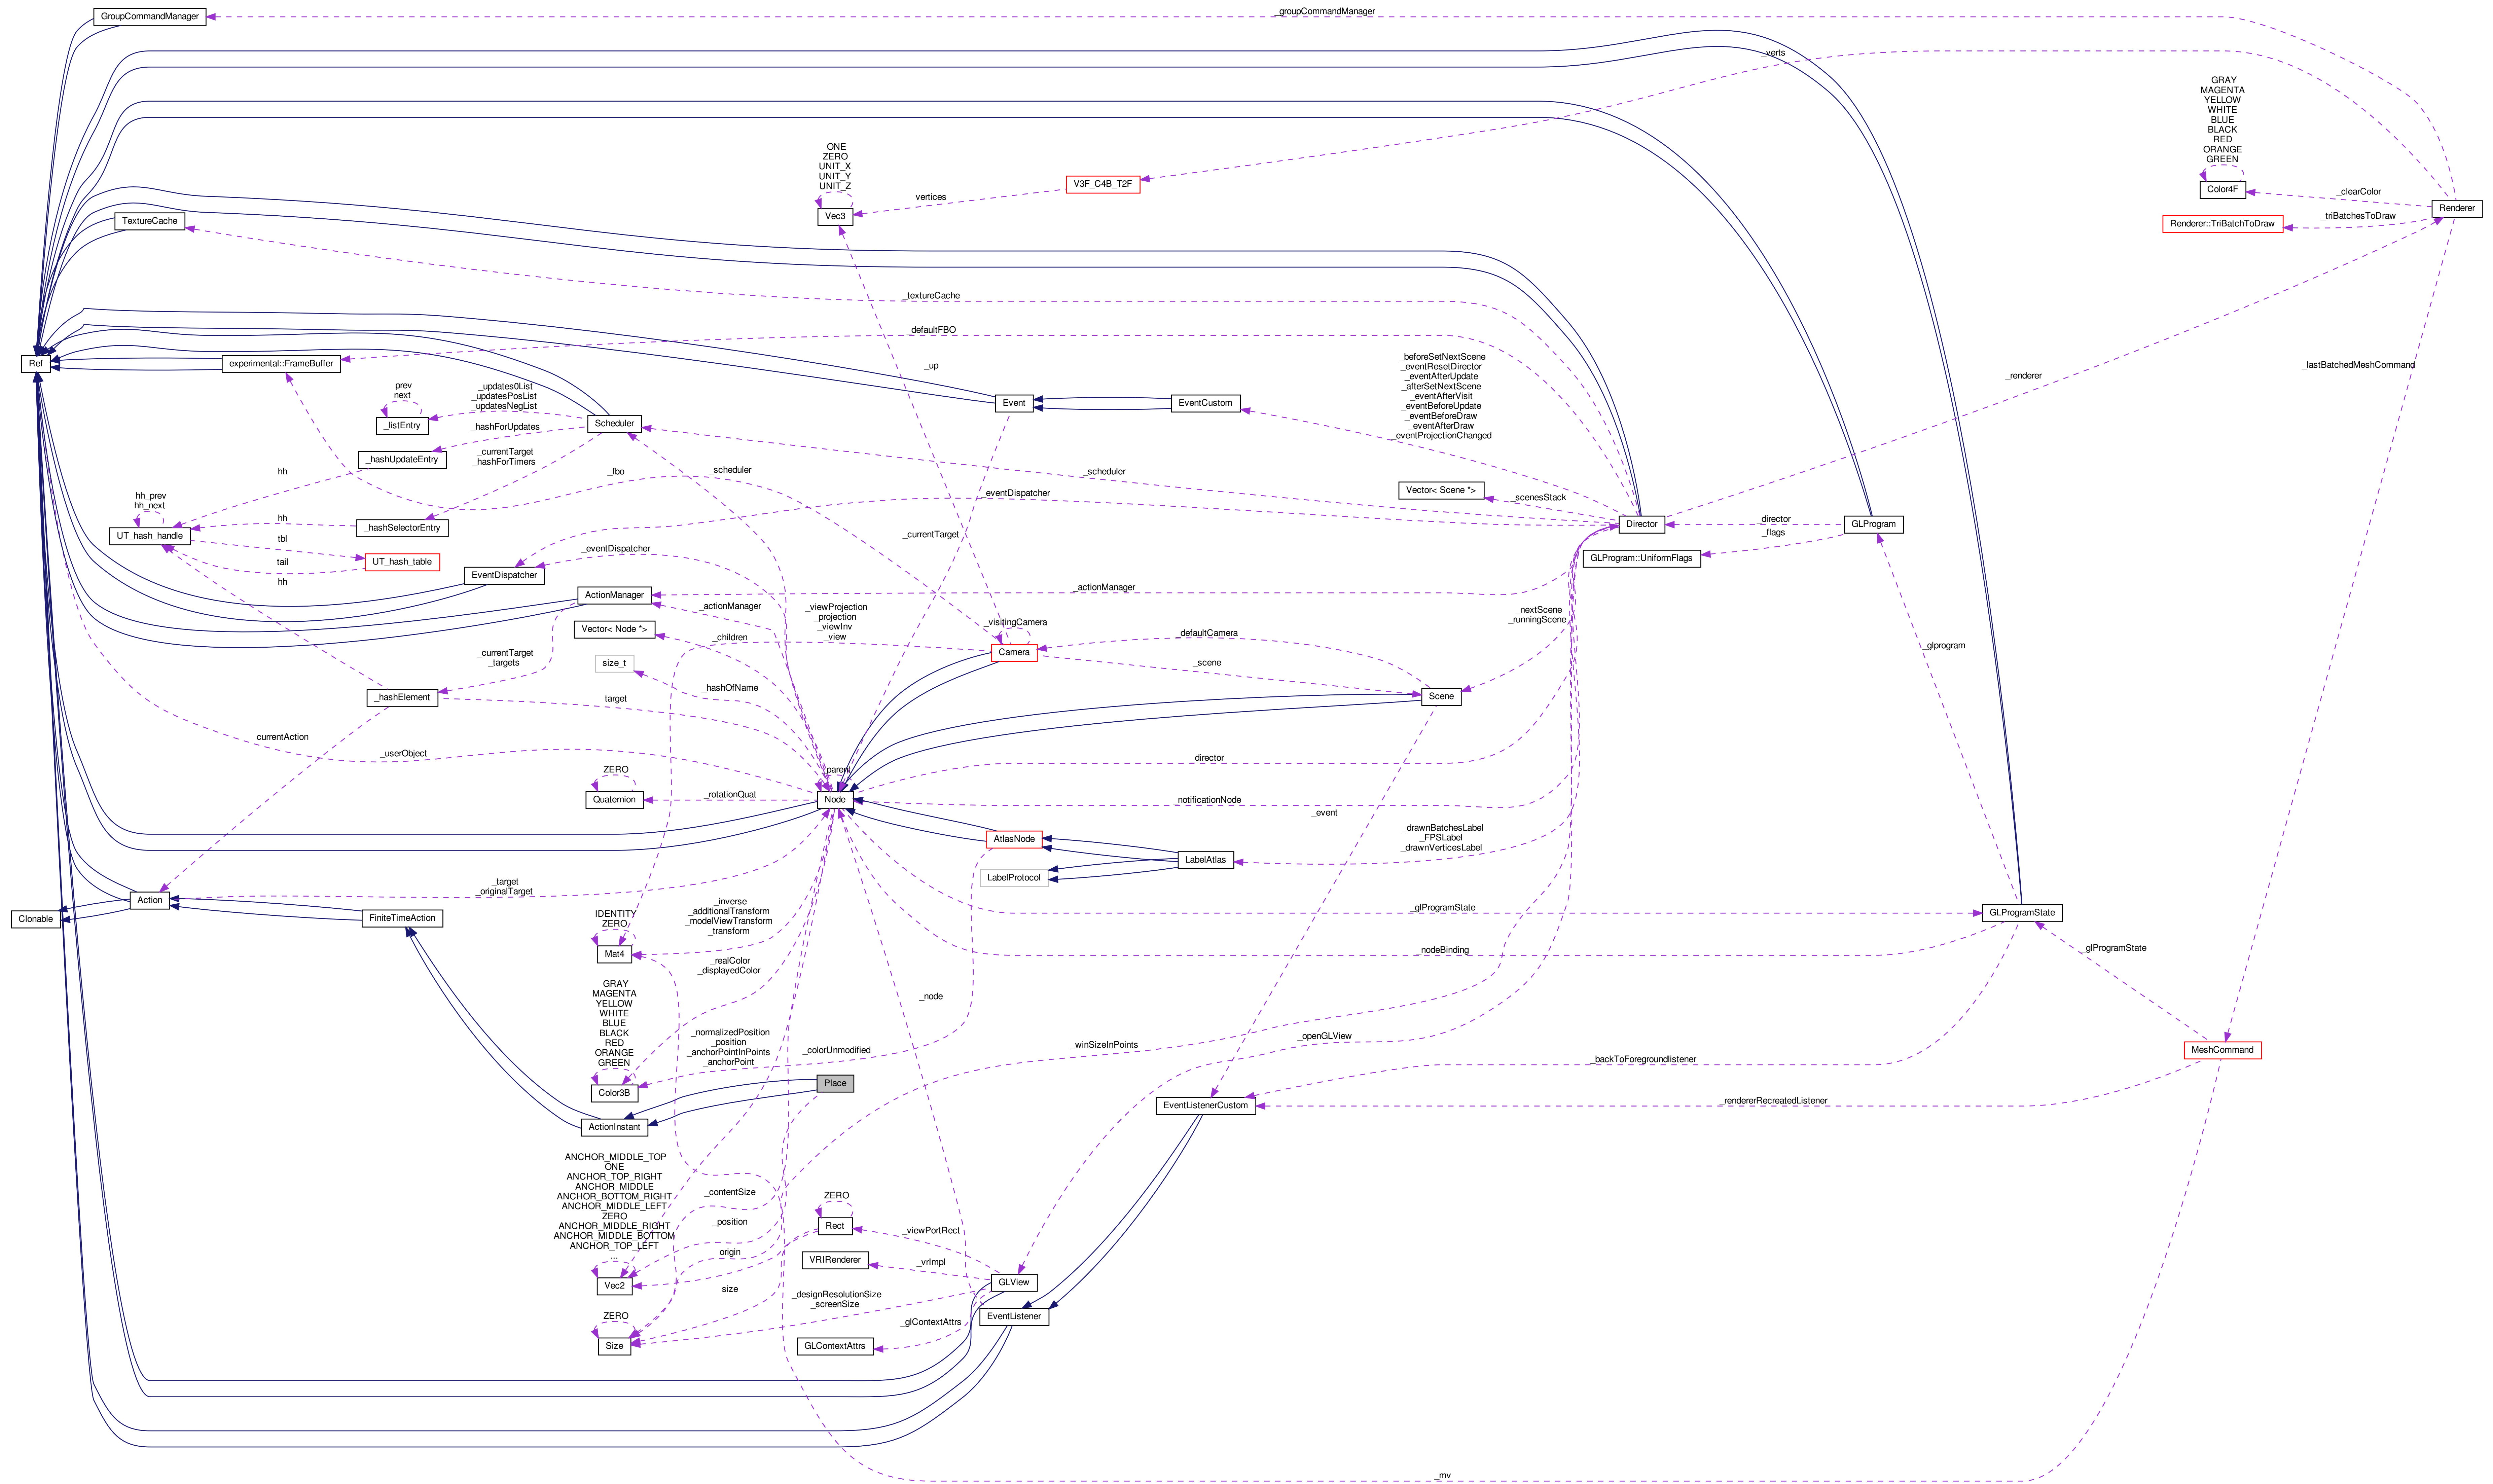 GroupCommandManager
_groupCommandManager
_verts
GRAY
MAGENTA
YELLOW
WHITE
BLUE
BLACK
RED
ORANGE
GREEN
Color4F
_clearColor
Renderer
_triBatchesToDraw
Renderer::TriBatchToDraw
ONE
ZERO
UNIT_X
UNIT_Y
UNIT_Z
Vec3
vertices
V3F_C4B_T2F
TextureCache
_textureCache
_defaultFBO
Ref
experimental::FrameBuffer
_up
_renderer
_lastBatchedMeshCommand
prev
next
_listEntry
_updates0List
_updatesPosList
_updatesNegList
Scheduler
Event
EventCustom
_beforeSetNextScene
_eventResetDirector
_eventAfterUpdate
_afterSetNextScene
_eventAfterVisit
_eventBeforeUpdate
_eventBeforeDraw
_eventAfterDraw
_eventProjectionChanged
_hashForUpdates
_hashUpdateEntry
_currentTarget
_hashForTimers
hh
_fbo
_scheduler
_scheduler
_eventDispatcher
Vector< Scene *>
_scenesStack
Director
_director
_flags
GLProgram
GLProgram::UniformFlags
hh_prev
hh_next
UT_hash_handle
hh
_hashSelectorEntry
tbl
tail
UT_hash_table
hh
_currentTarget
EventDispatcher
_eventDispatcher
ActionManager
_actionManager
_actionManager
Vector< Node *>
_children
size_t
_hashOfName
_viewProjection
_projection
_viewInv
_view
_visitingCamera
Camera
_defaultCamera
_scene
Scene
_nextScene
_runningScene
_glprogram
_currentTarget
_targets
_hashElement
target
currentAction
_userObject
_parent
Node
_director
_notificationNode
ZERO
Quaternion
_rotationQuat
AtlasNode
LabelAtlas
LabelProtocol
_drawnBatchesLabel
_FPSLabel
_drawnVerticesLabel
Action
Clonable
FiniteTimeAction
_target
_originalTarget
_inverse
_additionalTransform
_modelViewTransform
_transform
IDENTITY
ZERO
Mat4
_event
_glProgramState
GLProgramState
_nodeBinding
_glProgramState
_realColor
_displayedColor
GRAY
MAGENTA
YELLOW
WHITE
BLUE
BLACK
RED
ORANGE
GREEN
Color3B
_node
_normalizedPosition
_position
_anchorPointInPoints
_anchorPoint
_colorUnmodified
_winSizeInPoints
_openGLView
_backToForegroundlistener
MeshCommand
Place
ActionInstant
EventListenerCustom
_rendererRecreatedListener
ANCHOR_MIDDLE_TOP
ONE
ANCHOR_TOP_RIGHT
ANCHOR_MIDDLE
ANCHOR_BOTTOM_RIGHT
ANCHOR_MIDDLE_LEFT
ZERO
ANCHOR_MIDDLE_RIGHT
ANCHOR_MIDDLE_BOTTOM
ANCHOR_TOP_LEFT
...
Vec2
_contentSize
_position
origin
size
ZERO
Rect
_viewPortRect
VRIRenderer
_vrImpl
GLView
_designResolutionSize
_screenSize
EventListener
ZERO
Size
_glContextAttrs
GLContextAttrs
_mv